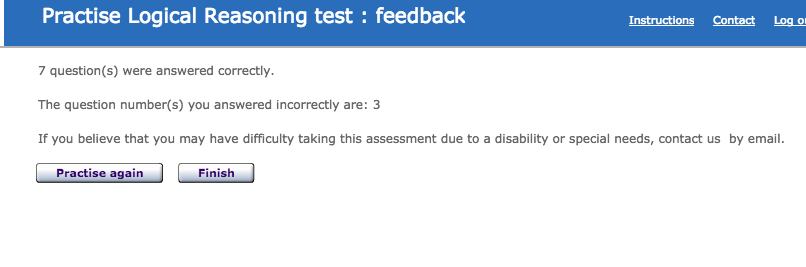 Practise Logical Reasoning test : feedback
Instructions Contact
7 question(s) were answered correctly.
The question number(s) you answered incorrectly are: 3
If you believe that you may have difficulty taking this assessment due to a disability or special needs, contact us by email.
Practise again Finish